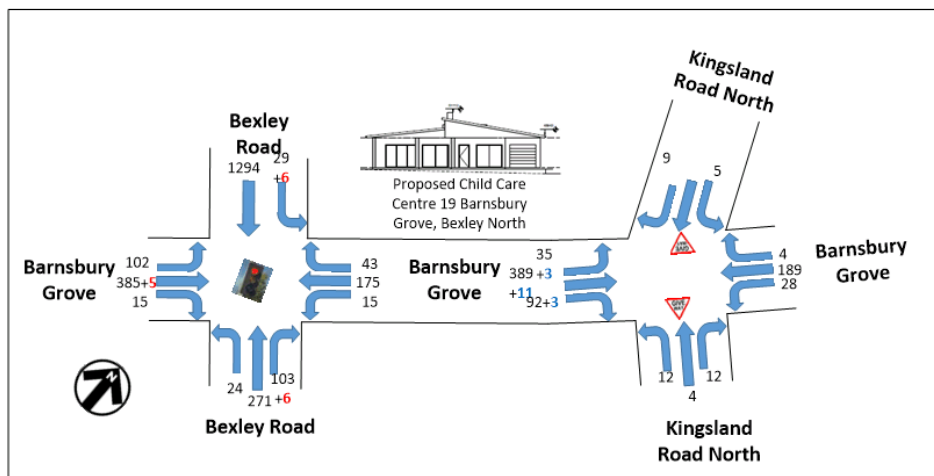 Kingsland
Road North
Bexley
Road
1294
29
+6
Proposed Child Care
Centre 19 Barnsbury
Grove, Bexley North
9
5
Barnsbury
Grove
102
385+5
15
43
175
15
Barnsbury
Grove
35
389 +3
+11
92+3
4
189
28
Barnsbury
Grove
GIVE
WAY
24
271
103
+6
Bexley Road
12
4
12
Kingsland
Road North
N